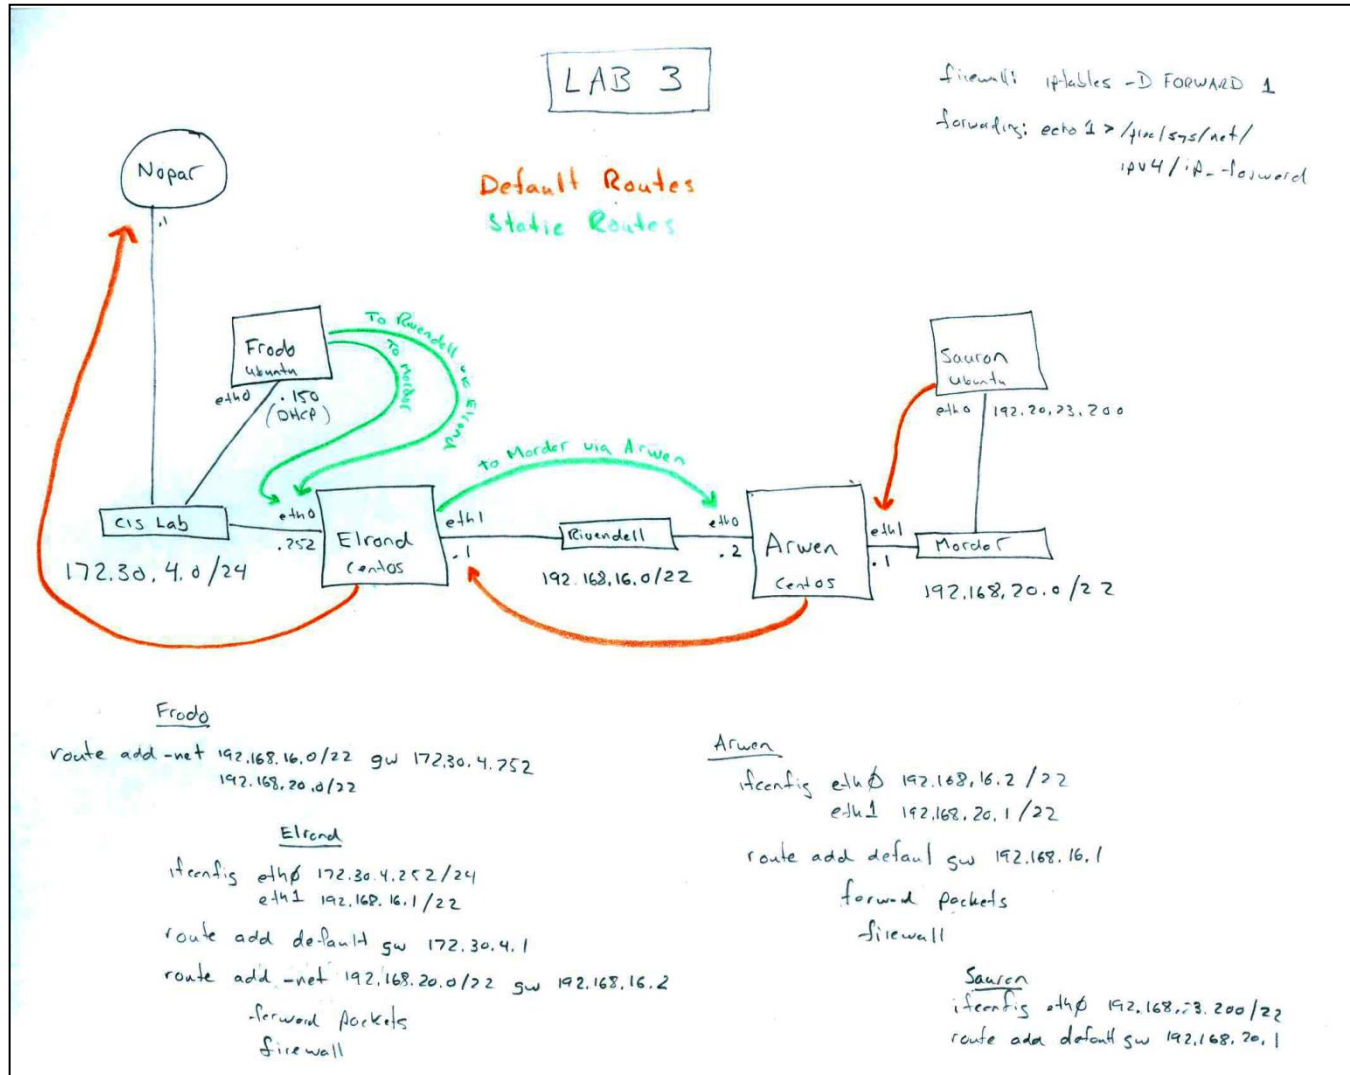 LAB 3
firewall: iptables -D FORWARD 1
forwarding: echo 1 > /proc/sys/net/
ipv4/ip_forward
Nopar
.1
Default Routes
Static Routes
Frodo
Ubuntu
eth0
.150
(DHCP)
To Rivendell via Elrond
To Mordor
Sauron
Ubuntu
eth0
192.20.23.200
to Mordor via Arwen
CIS Lab
172.30.4.0/24
eth0
.252
Elrond
CentOS
eth1
.1
Rivendell
192.168.16.0/22
eth0
.2
Arwen
CentOS
eth1
.1
Mordor
192.168.20.0/22
Frodo
route add -net 192.168.16.0/22 gw 172.30.4.252
192.168.20.0/22
Elrond
ifconfig eth0 172.30.4.252/24
eth1 192.168.16.1/22
route add default gw 172.30.4.1
route add -net 192.168.20.0/22 gw 192.168.16.2
forward packets
firewall
Arwen
ifconfig eth0 192.168.16.2/22
eth1 192.168.20.1/22
route add defaul gw 192.168.16.1
forward packets
firewall
Sauron
ifconfig eth0
route add default gw 192.168.20.1